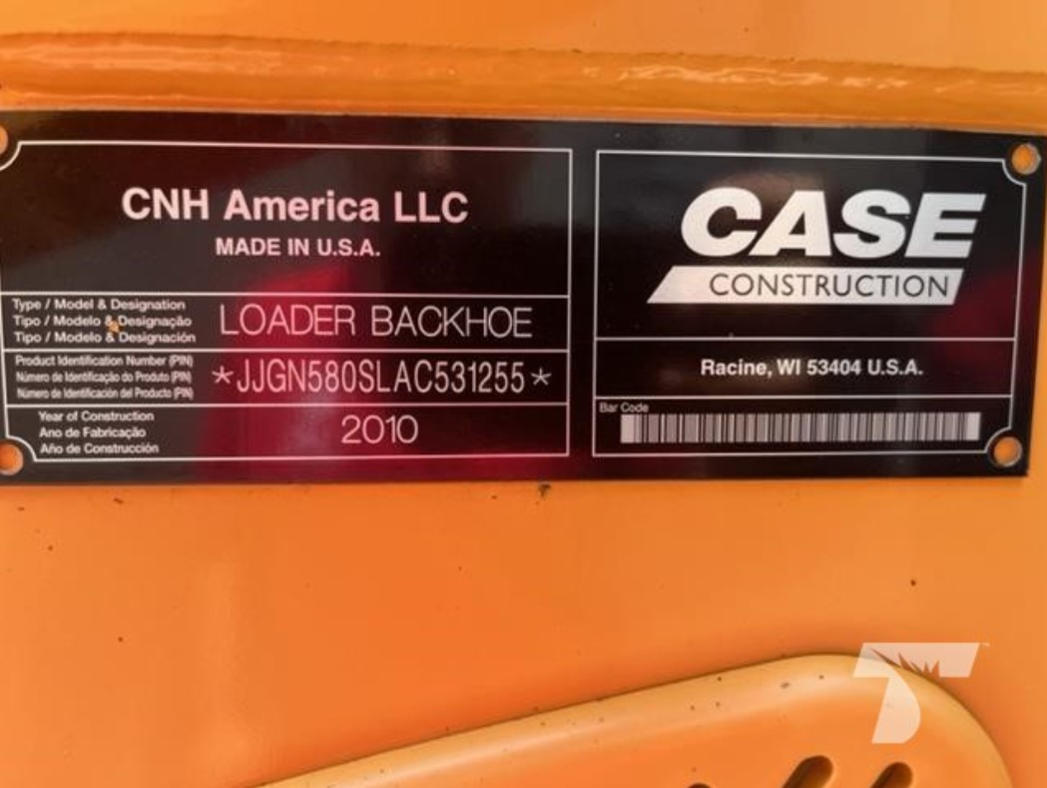 CNH America LLC
MADE IN U.S.A.
Type / Model & Designation
Tipo / Modelo & Designação
Tipo / Modelo & Designación
LOADER BACKHOE
Product Identification Number (PIN)
Número de Identificação do Produto (PIN)
Número de Identificación del Producto (PIN)
*JJGN580SLAC531255*
Year of Construction
Ano de Fabricação
Año de Construcción
2010
CASE
CONSTRUCTION
Racine, WI 53404 U.S.A.
Bar Code